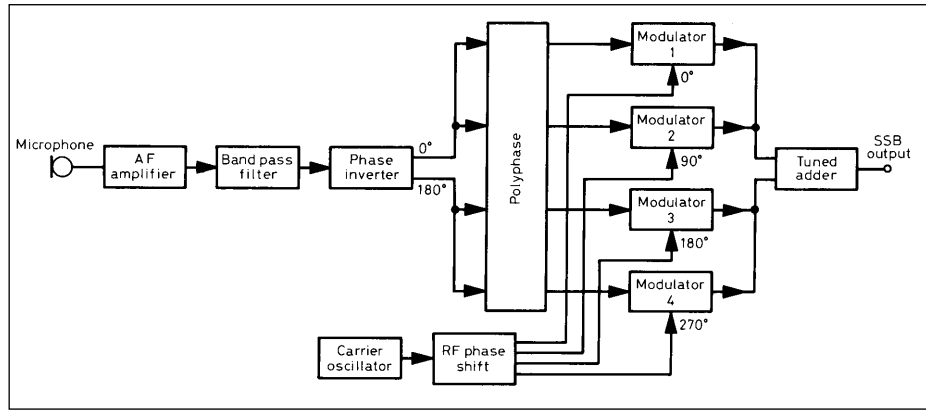 Microphone
AF
amplifier
Band pass
filter
Phase
inverter
0°
180°
Polyphase
Modulator
1
0°
Modulator
2
90°
Modulator
3
180°
Modulator
4
270°
Tuned
adder
SSB
output
Carrier
oscillator
RF phase
shift